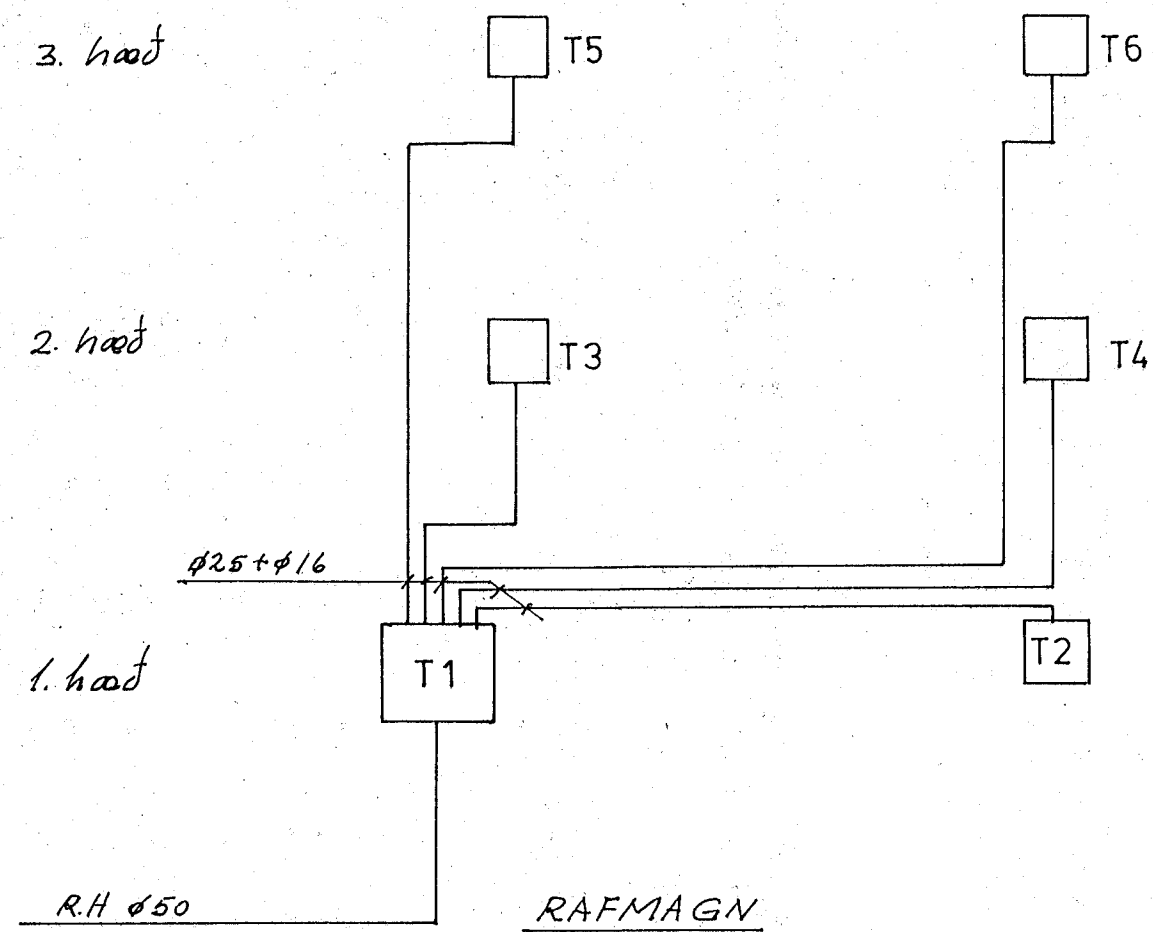 3. hæð
T5
T6
2. hæð
T3
T4
ø25+ø16
1. hæð
T1
T2
R.H ø50
RAFMAGN